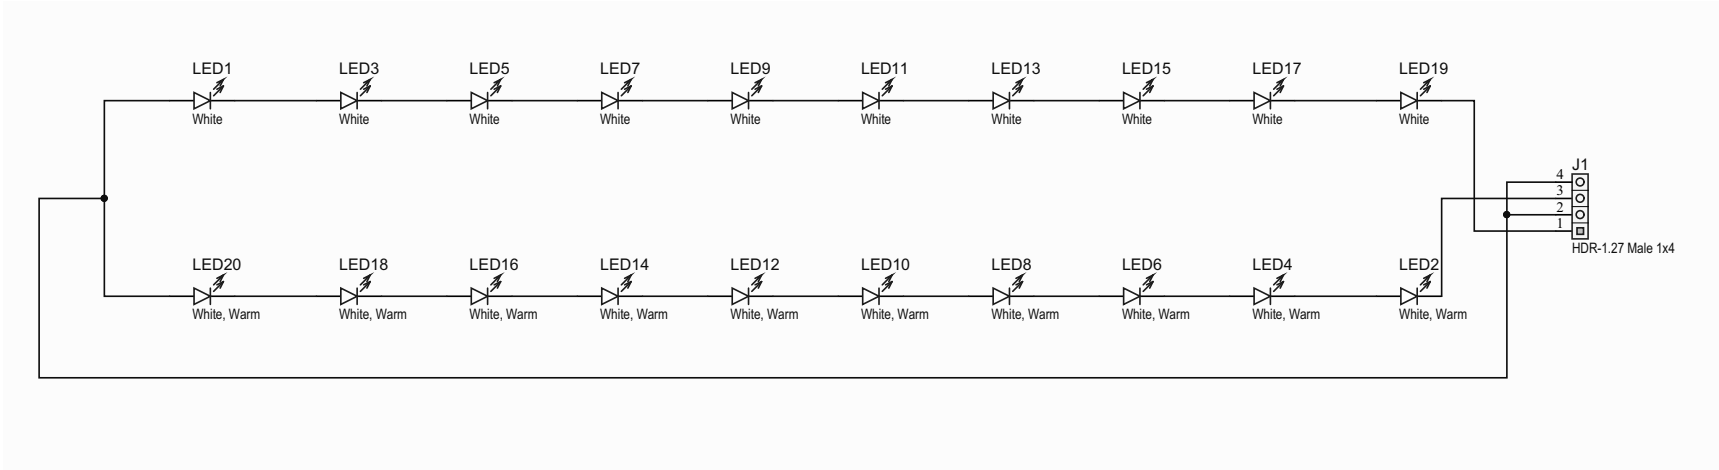 LED1 LED3 LED5 LED7 LED9 LED11 LED13 LED15 LED17 LED19
White White White White White White White White White White
J1
4
3
2
1
HDR-1.27 Male 1x4
LED20 LED18 LED16 LED14 LED12 LED10 LED8 LED6 LED4 LED2
White, Warm White, Warm White, Warm White, Warm White, Warm White, Warm White, Warm White, Warm White, Warm White, Warm